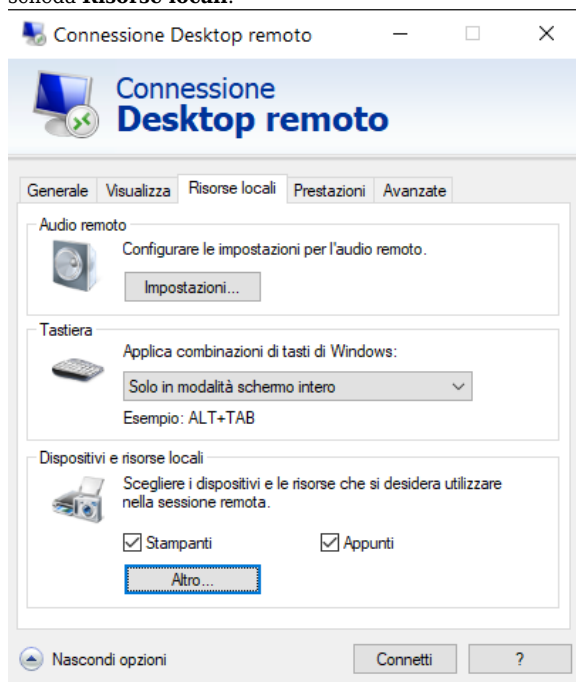 scheda Risorse locali.
Connessione Desktop remoto
Connessione
Desktop remoto
Generale Visualizza Risorse locali Prestazioni Avanzate
Audio remoto
Configurare le impostazioni per l'audio remoto.
Impostazioni...
Tastiera
Applica combinazioni di tasti di Windows:
Solo in modalità schermo intero
Esempio: ALT+TAB
Dispositivi e risorse locali
Scegliere i dispositivi e le risorse che si desidera utilizzare
nella sessione remota.
Stampanti Appunti
Altro...
Nascondi opzioni Connetti ?